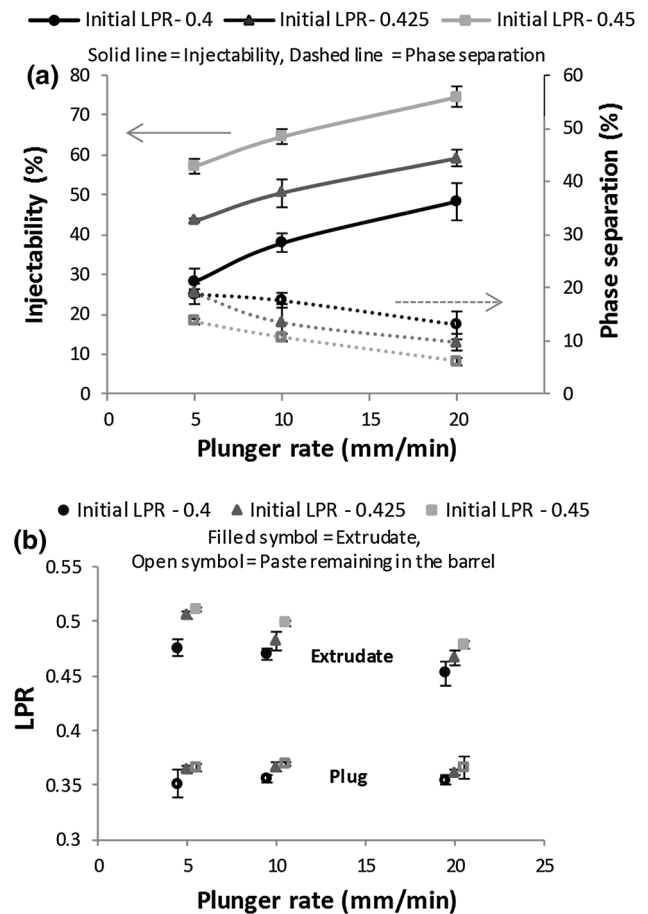 Initial LPR- 0.4 Initial LPR- 0.425 Initial LPR- 0.45
Solid line = Injectability, Dashed line = Phase separation
(a)
Injectability (%)
80
70
60
50
40
30
20
10
0
60
50
40
30
20
10
0
Phase separation (%)
0 5 10 15 20
Plunger rate (mm/min)
Initial LPR - 0.4 Initial LPR - 0.425 Initial LPR - 0.45
(b)
Filled symbol = Extrudate,
Open symbol = Paste remaining in the barrel
LPR
0.55
0.5
0.45
0.4
0.35
0.3
Extrudate
Plug
0 5 10 15 20 25
Plunger rate (mm/min)